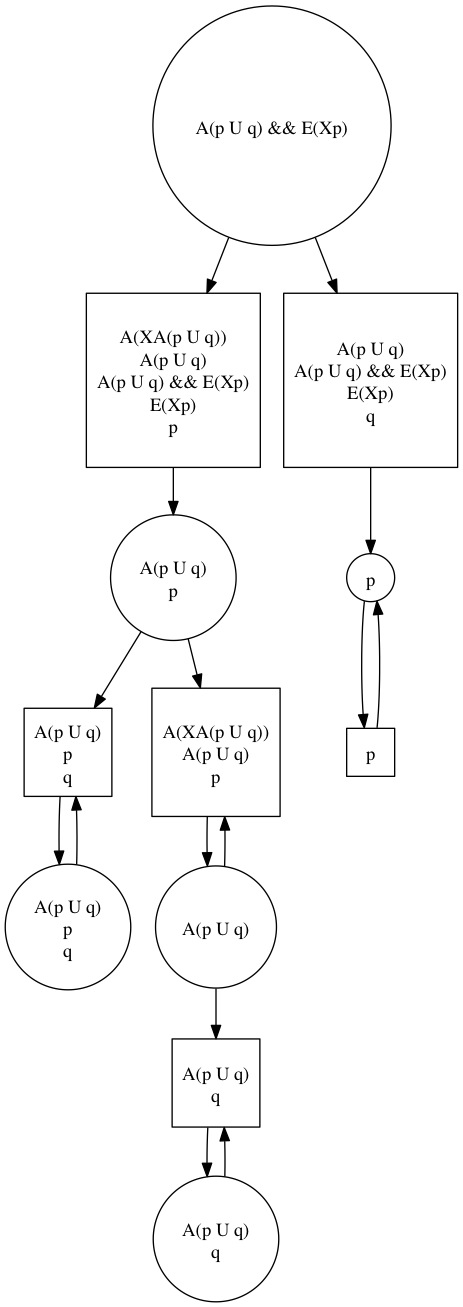 A(p U q) && E(Xp)
A(XA(p U q))
A(p U q)
A(p U q) && E(Xp)
E(Xp)
p
A(p U q)
A(p U q) && E(Xp)
E(Xp)
q
A(p U q)
p
p
A(p U q)
p
q
A(XA(p U q))
A(p U q)
p
p
A(p U q)
p
q
A(p U q)
A(p U q)
q
A(p U q)
q